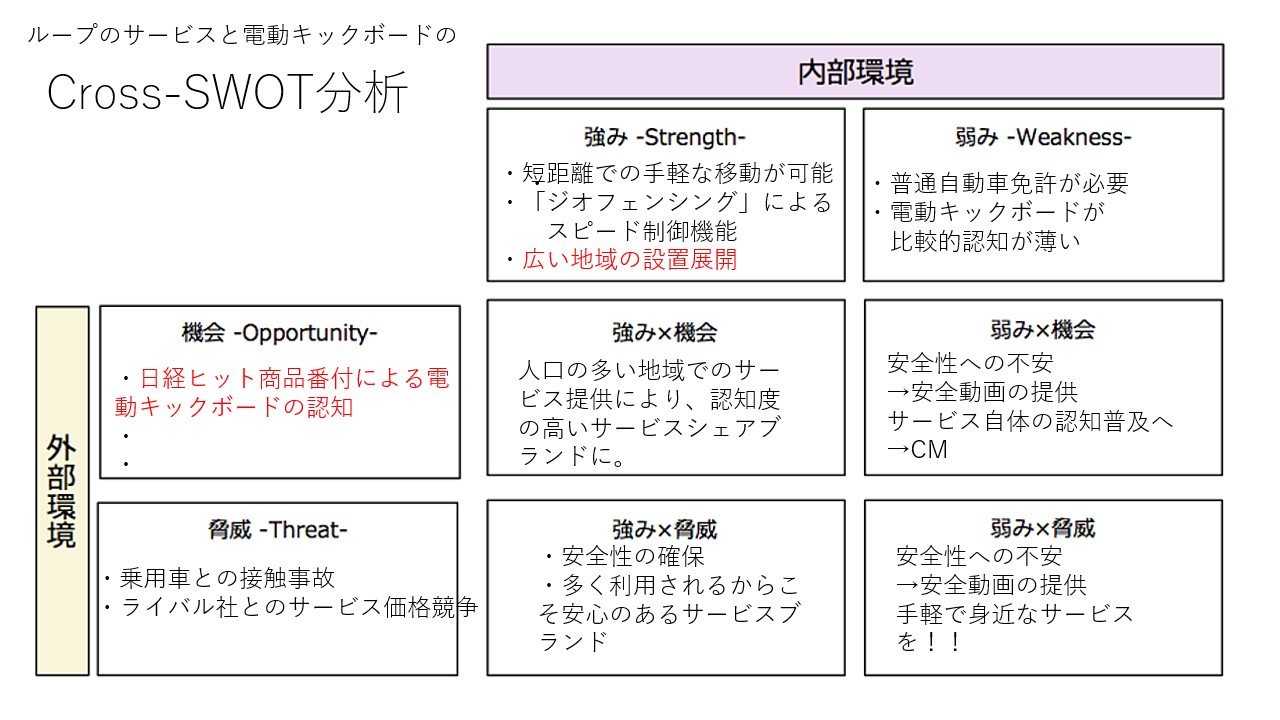 ループのサービスと電動キックボードの
Cross-SWOT分析
内部環境
強み -Strength-
・短距離での手軽な移動が可能
・「ジオフェンシング」による
スピード制御機能
・広い地域の設置展開
弱み -Weakness-
・普通自動車免許が必要
・電動キックボードが
比較的認知が薄い
外部環境
機会 -Opportunity-
・日経ヒット商品番付による電
動キックボードの認知
・
・
強み×機会
人口の多い地域でのサー
ビス提供により、認知度
の高いサービスシェアブ
ランドに。
弱み×機会
安全性への不安
→安全動画の提供
サービス自体の認知普及へ
→CM
脅威 -Threat-
・乗用車との接触事故
・ライバル社とのサービス価格競争
強み×脅威
・安全性の確保
・多く利用されるからこ
そ安心のあるサービスブ
ランド
弱み×脅威
安全性への不安
→安全動画の提供
手軽で身近なサービス
を！！